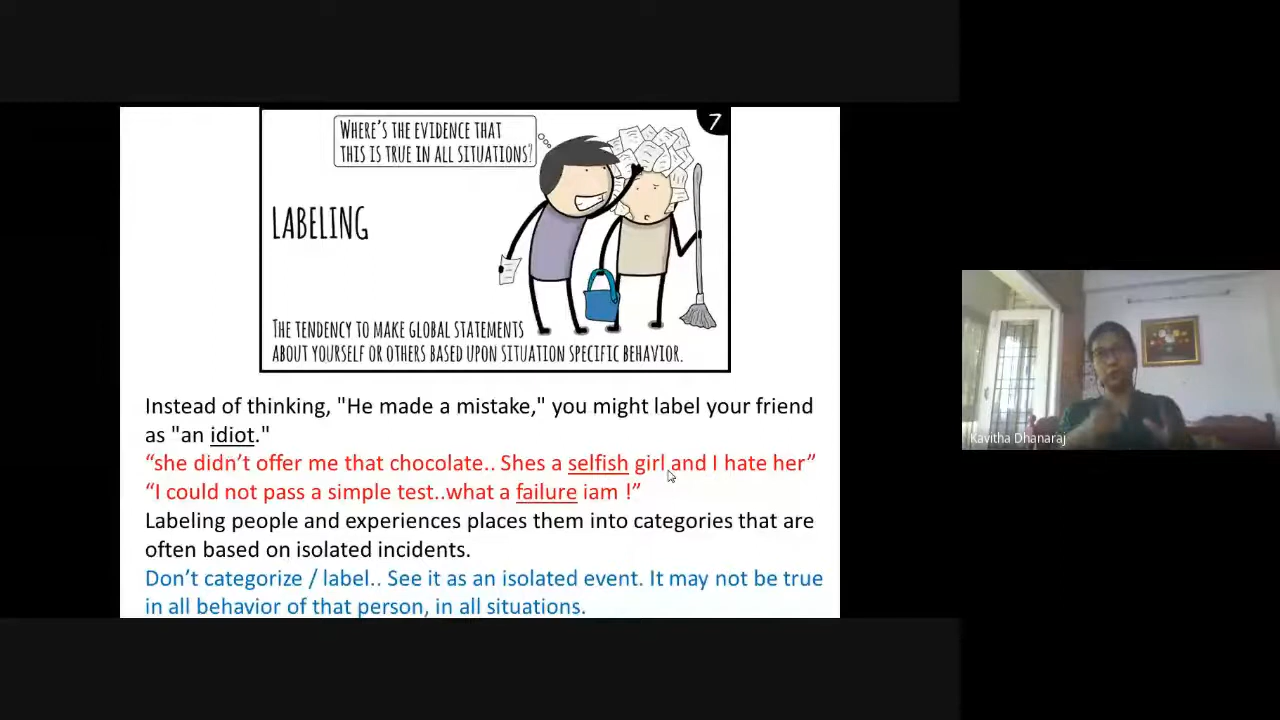 7
WHERE'S THE EVIDENCE THAT
THIS IS TRUE IN ALL SITUATIONS?
LABELING
THE TENDENCY TO MAKE GLOBAL STATEMENTS
ABOUT YOURSELF OR OTHERS BASED UPON SITUATION SPECIFIC BEHAVIOR.
Instead of thinking, "He made a mistake," you might label your friend
as "an idiot."
“she didn’t offer me that chocolate.. Shes a selfish girl and I hate her”
“I could not pass a simple test..what a failure iam !”
Labeling people and experiences places them into categories that are
often based on isolated incidents.
Don’t categorize / label.. See it as an isolated event. It may not be true
in all behavior of that person, in all situations.
Kavitha Dhanaraj